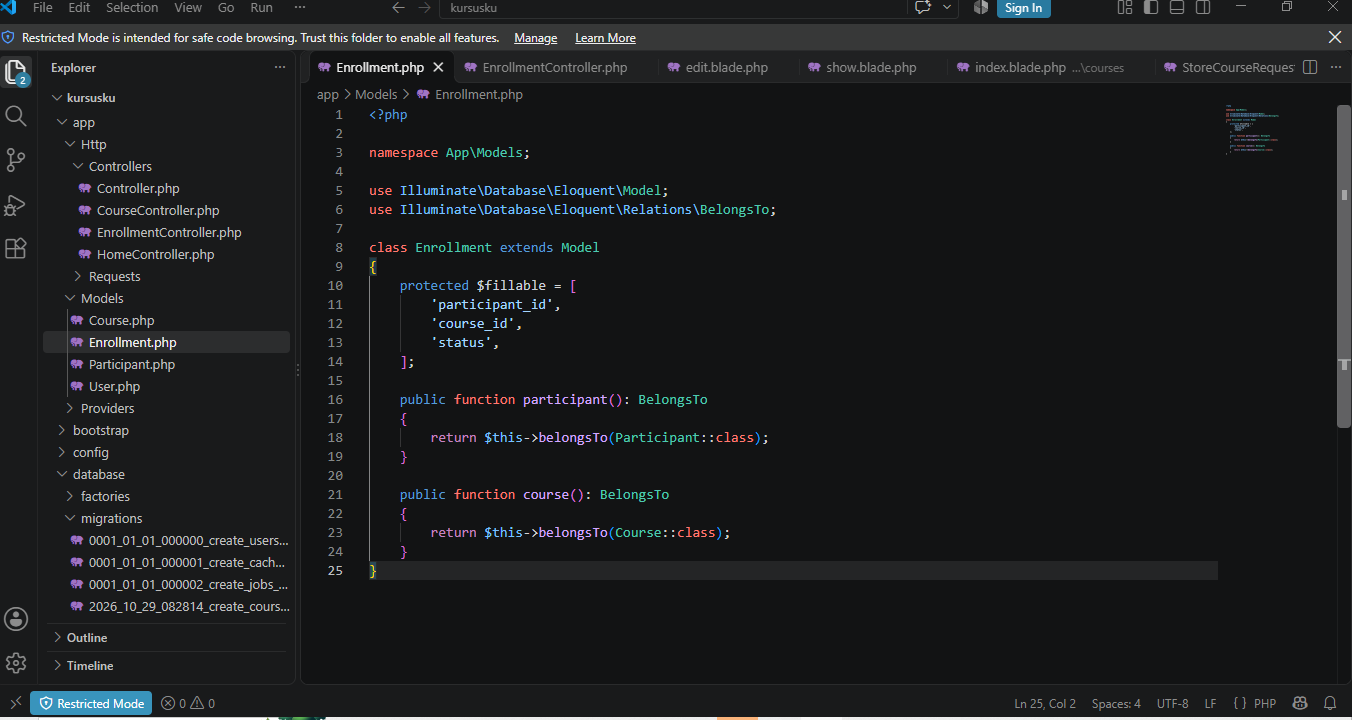 File Edit Selection View Go Run ··· kursusku Sign In
Restricted Mode is intended for safe code browsing. Trust this folder to enable all features. Manage Learn More
2
Explorer ···
kursusku
app
Http
Controllers
Controller.php
CourseController.php
EnrollmentController.php
HomeController.php
Requests
Models
Course.php
Enrollment.php
Participant.php
User.php
Providers
bootstrap
config
database
factories
migrations
0001_01_01_000000_create_users...
0001_01_01_000001_create_cach...
0001_01_01_000002_create_jobs_...
2026_10_29_082814_create_cours...
Outline
Timeline
Enrollment.php EnrollmentController.php edit.blade.php show.blade.php index.blade.php ...\courses StoreCourseReques ···
app > Models > Enrollment.php
1 <?php
2
3 namespace App\Models;
4
5 use Illuminate\Database\Eloquent\Model;
6 use Illuminate\Database\Eloquent\Relations\BelongsTo;
7
8 class Enrollment extends Model
9 {
10     protected $fillable = [
11         'participant_id',
12         'course_id',
13         'status',
14     ];
15
16     public function participant(): BelongsTo
17     {
18         return $this->belongsTo(Participant::class);
19     }
20
21     public function course(): BelongsTo
22     {
23         return $this->belongsTo(Course::class);
24     }
25 }
Restricted Mode 0 0 Ln 25, Col 2 Spaces: 4 UTF-8 LF { } PHP